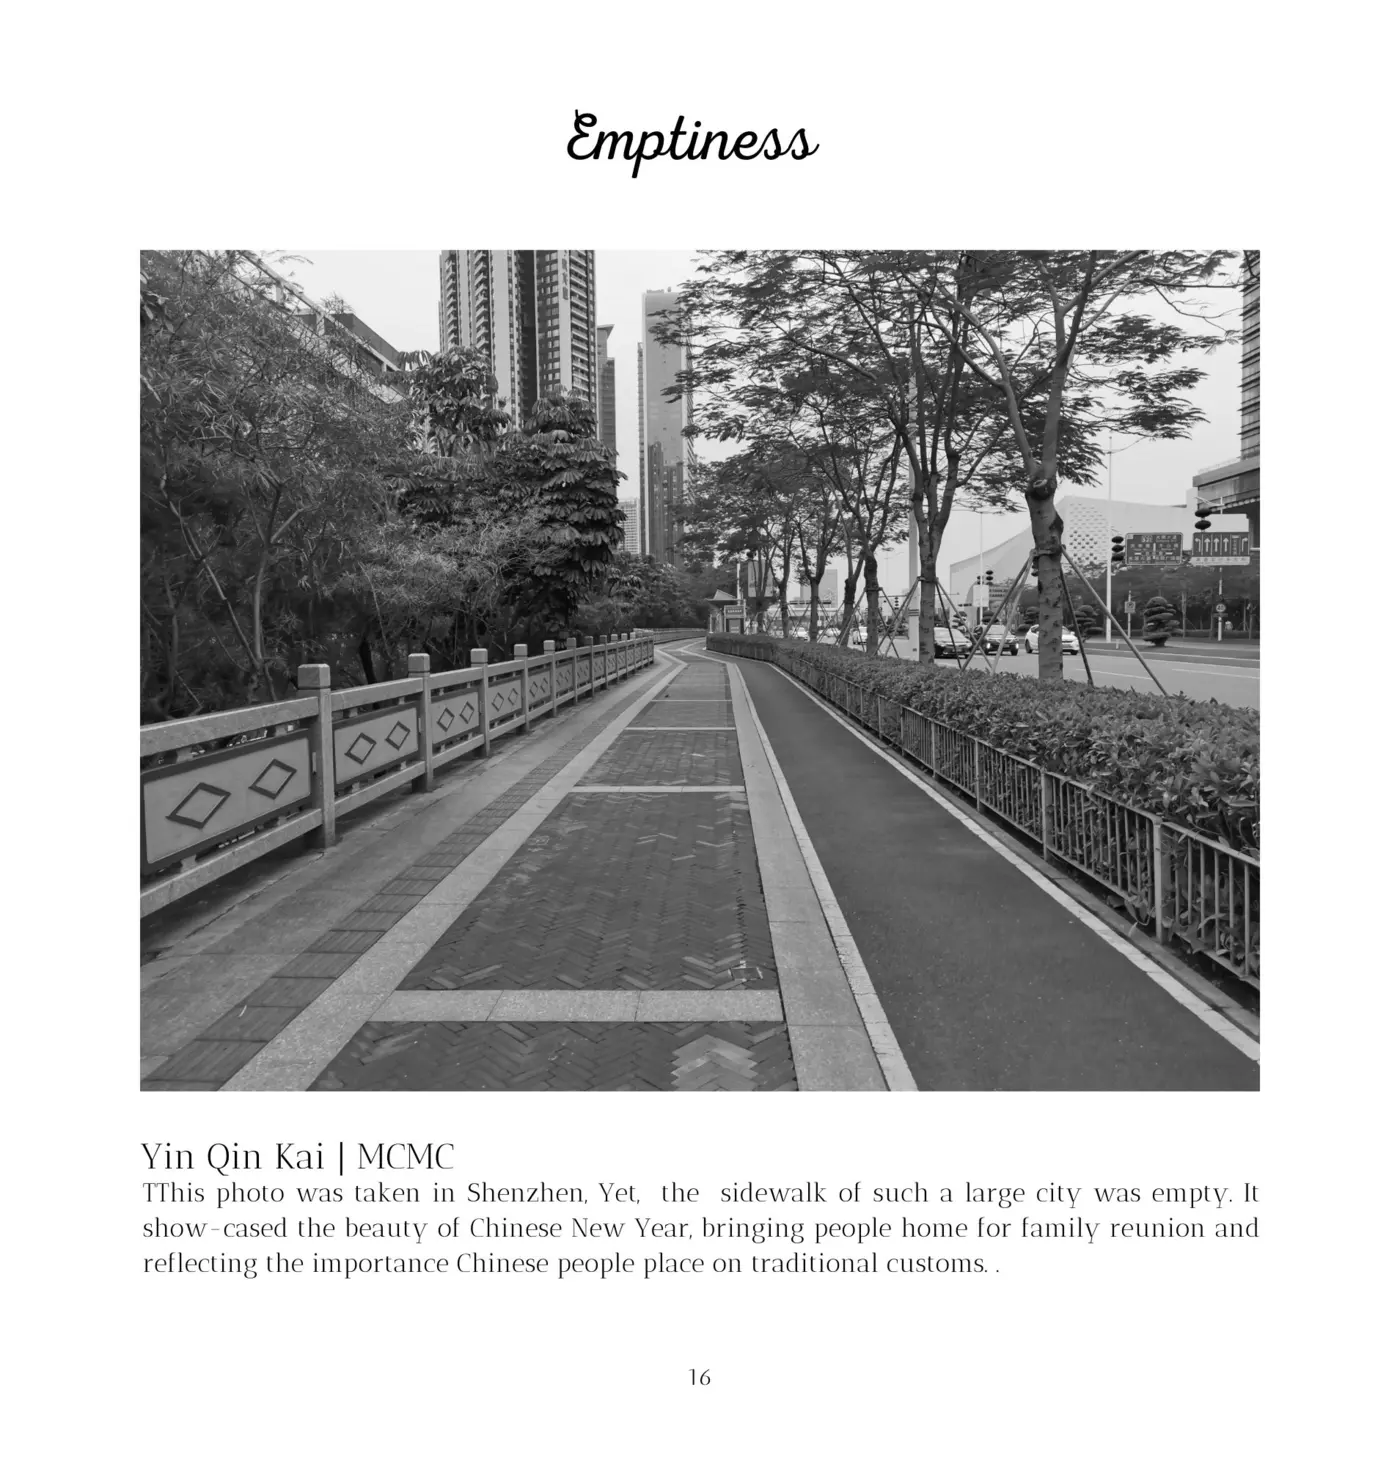 Emptiness
Yin Qin Kai | MCMC
TThis photo was taken in Shenzhen, Yet, the sidewalk of such a large city was empty. It
show-cased the beauty of Chinese New Year, bringing people home for family reunion and
reflecting the importance Chinese people place on traditional customs. .
16